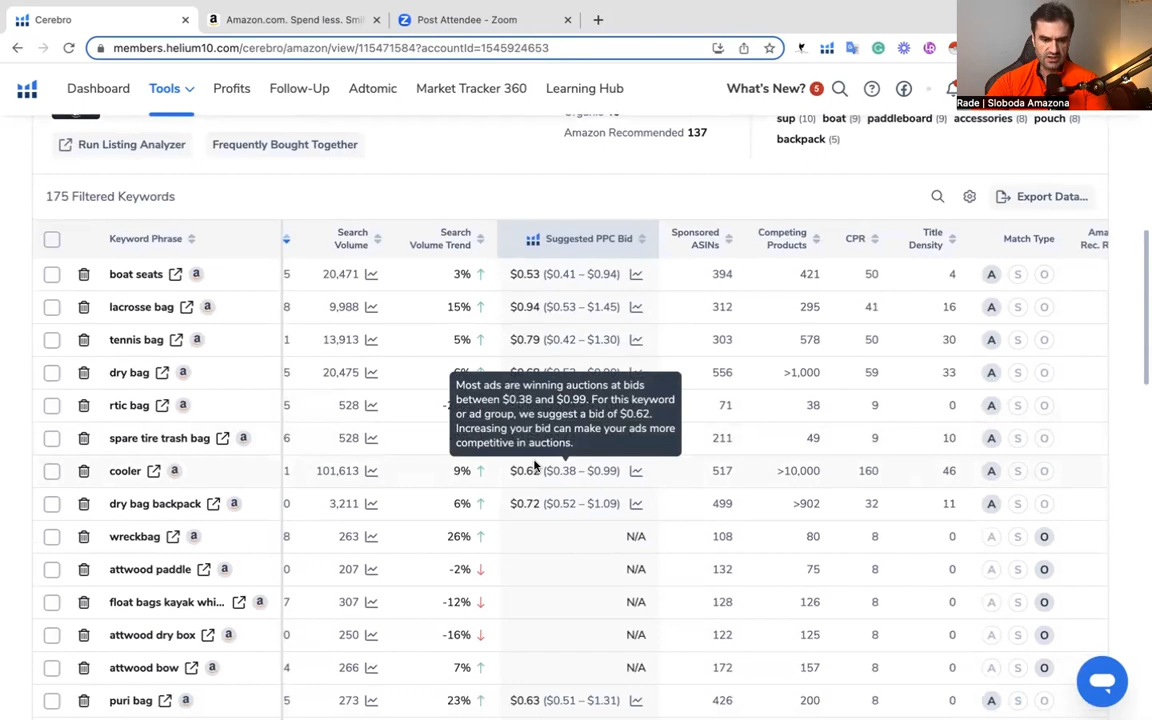 Cerebro
Amazon.com. Spend less. Smi
Post Attendee - Zoom
members.helium10.com/cerebro/amazon/view/115471584?accountId=1545924653
Dashboard Tools Profits Follow-Up Adtomic Market Tracker 360 Learning Hub What's New? 5
Rade | Sloboda Amazona
Amazon Recommended 137
sup (10) boat (9) paddleboard (9) accessories (8) pouch (8)
backpack (5)
Run Listing Analyzer Frequently Bought Together
175 Filtered Keywords Export Data...
Keyword Phrase Search Volume Search Volume Trend Suggested PPC Bid Sponsored ASINs Competing Products CPR Title Density Match Type Ama Rec. R
boat seats a 5 20,471 3% $0.53 ($0.41 – $0.94) 394 421 50 4 A S O
lacrosse bag a 8 9,988 15% $0.94 ($0.53 – $1.45) 312 295 41 16 A S O
tennis bag a 1 13,913 5% $0.79 ($0.42 – $1.30) 303 578 50 30 A S O
dry bag a 5 20,475 556 >1,000 59 33 A S O
Most ads are winning auctions at bids
between $0.38 and $0.99. For this keyword
or ad group, we suggest a bid of $0.62.
Increasing your bid can make your ads more
competitive in auctions.
rtic bag a 5 528 71 38 9 0 A S O
spare tire trash bag a 6 528 211 49 9 10 A S O
cooler a 1 101,613 9% ($0.38 – $0.99) 517 >10,000 160 46 A S O
dry bag backpack a 0 3,211 6% $0.72 ($0.52 – $1.09) 499 >902 32 11 A S O
wreckbag a 8 263 26% N/A 108 80 8 0 A S O
attwood paddle a 0 207 -2% N/A 132 75 8 0 A S O
float bags kayak whi... a 7 307 -12% N/A 128 126 8 0 A S O
attwood dry box a 0 250 -16% N/A 122 125 8 0 A S O
attwood bow a 4 266 7% N/A 172 157 8 0 A S O
puri bag a 5 273 23% $0.63 ($0.51 – $1.31) 426 200 8 0 A S O